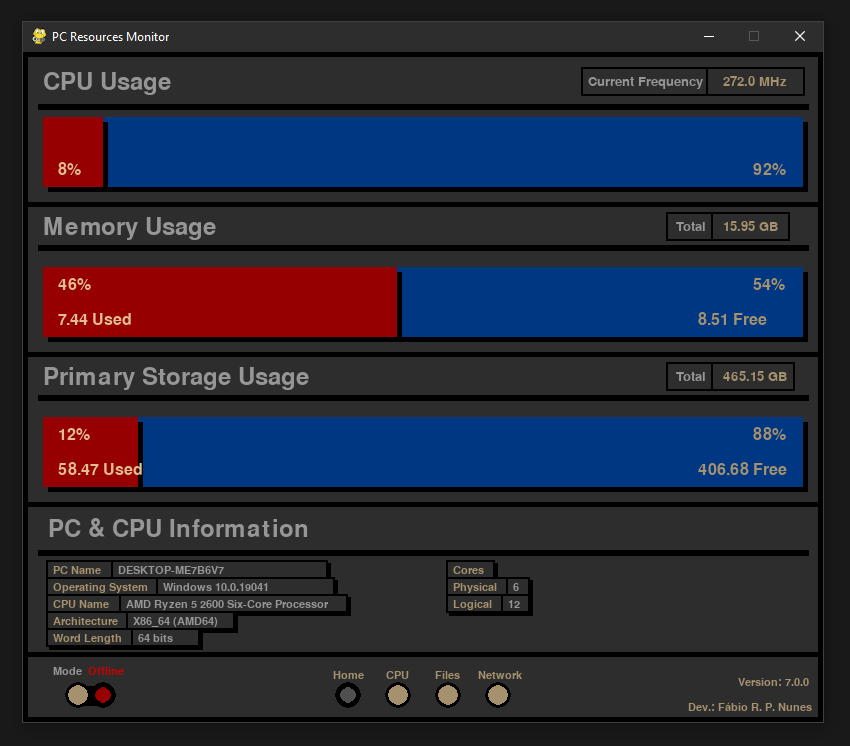 PC Resources Monitor
CPU Usage
Current Frequency 272.0 MHz
8% 92%
Memory Usage
Total 15.95 GB
46% 54%
7.44 Used 8.51 Free
Primary Storage Usage
Total 465.15 GB
12% 88%
58.47 Used 406.68 Free
PC & CPU Information
PC Name DESKTOP-ME7B6V7
Operating System Windows 10.0.19041
CPU Name AMD Ryzen 5 2600 Six-Core Processor
Architecture X86_64 (AMD64)
Word Length 64 bits
Cores
Physical 6
Logical 12
Mode Offline
Home CPU Files Network
Version: 7.0.0
Dev.: Fábio R. P. Nunes